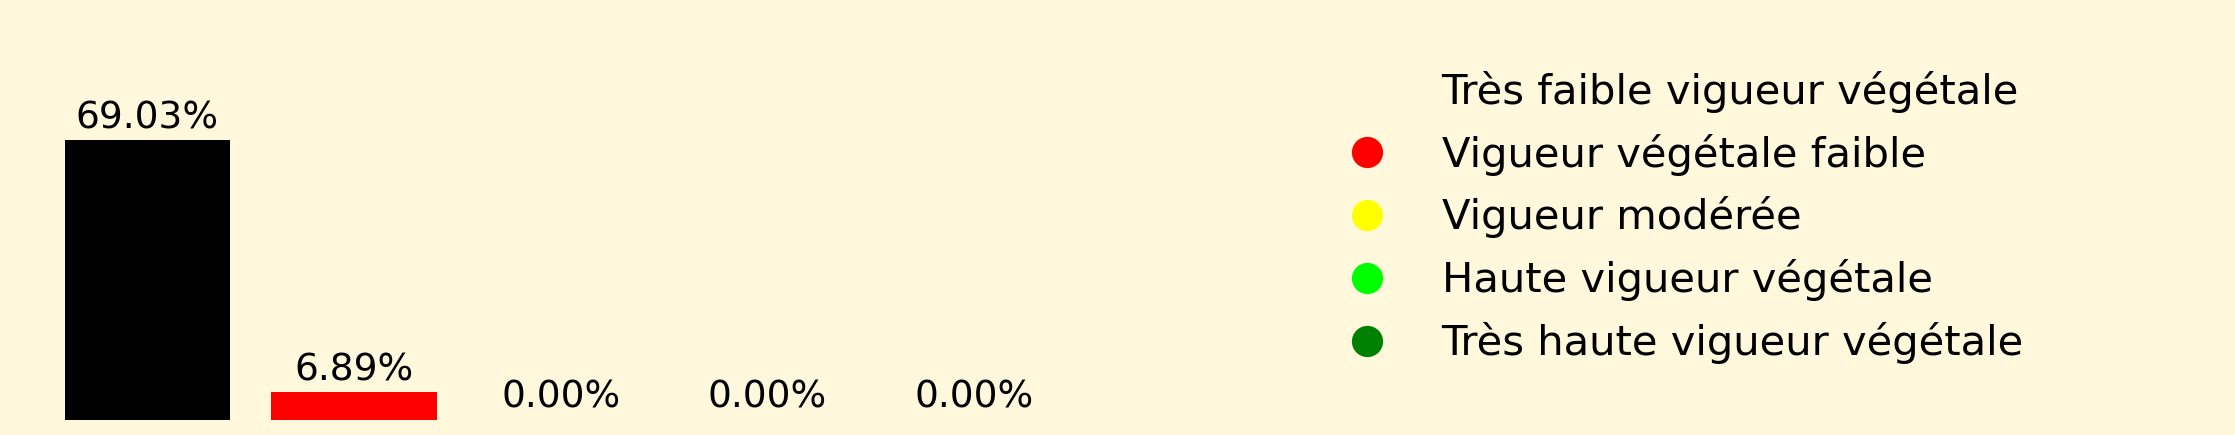 69.03%
6.89%
0.00%
0.00%
0.00%
Très faible vigueur végétale
Vigueur végétale faible
Vigueur modérée
Haute vigueur végétale
Très haute vigueur végétale